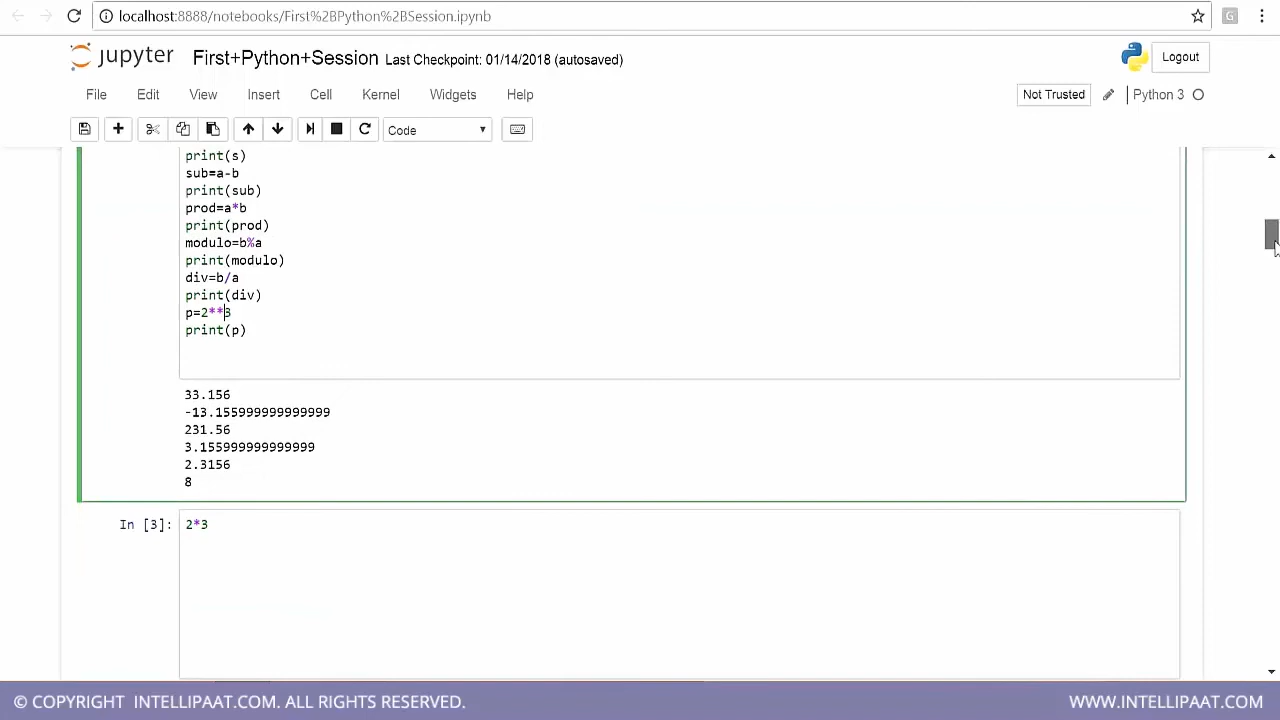 localhost:8888/notebooks/First%2BPython%2BSession.ipynb
G
jupyter First+Python+Session Last Checkpoint: 01/14/2018 (autosaved)
Logout
File Edit View Insert Cell Kernel Widgets Help
Not Trusted
Python 3
Code
print(s)
sub=a-b
print(sub)
prod=a*b
print(prod)
modulo=b%a
print(modulo)
div=b/a
print(div)
p=2**3
print(p)
33.156
-13.155999999999999
231.56
3.155999999999999
2.3156
8
In [3]: 2*3
© COPYRIGHT INTELLIPAAT.COM. ALL RIGHTS RESERVED.
WWW.INTELLIPAAT.COM